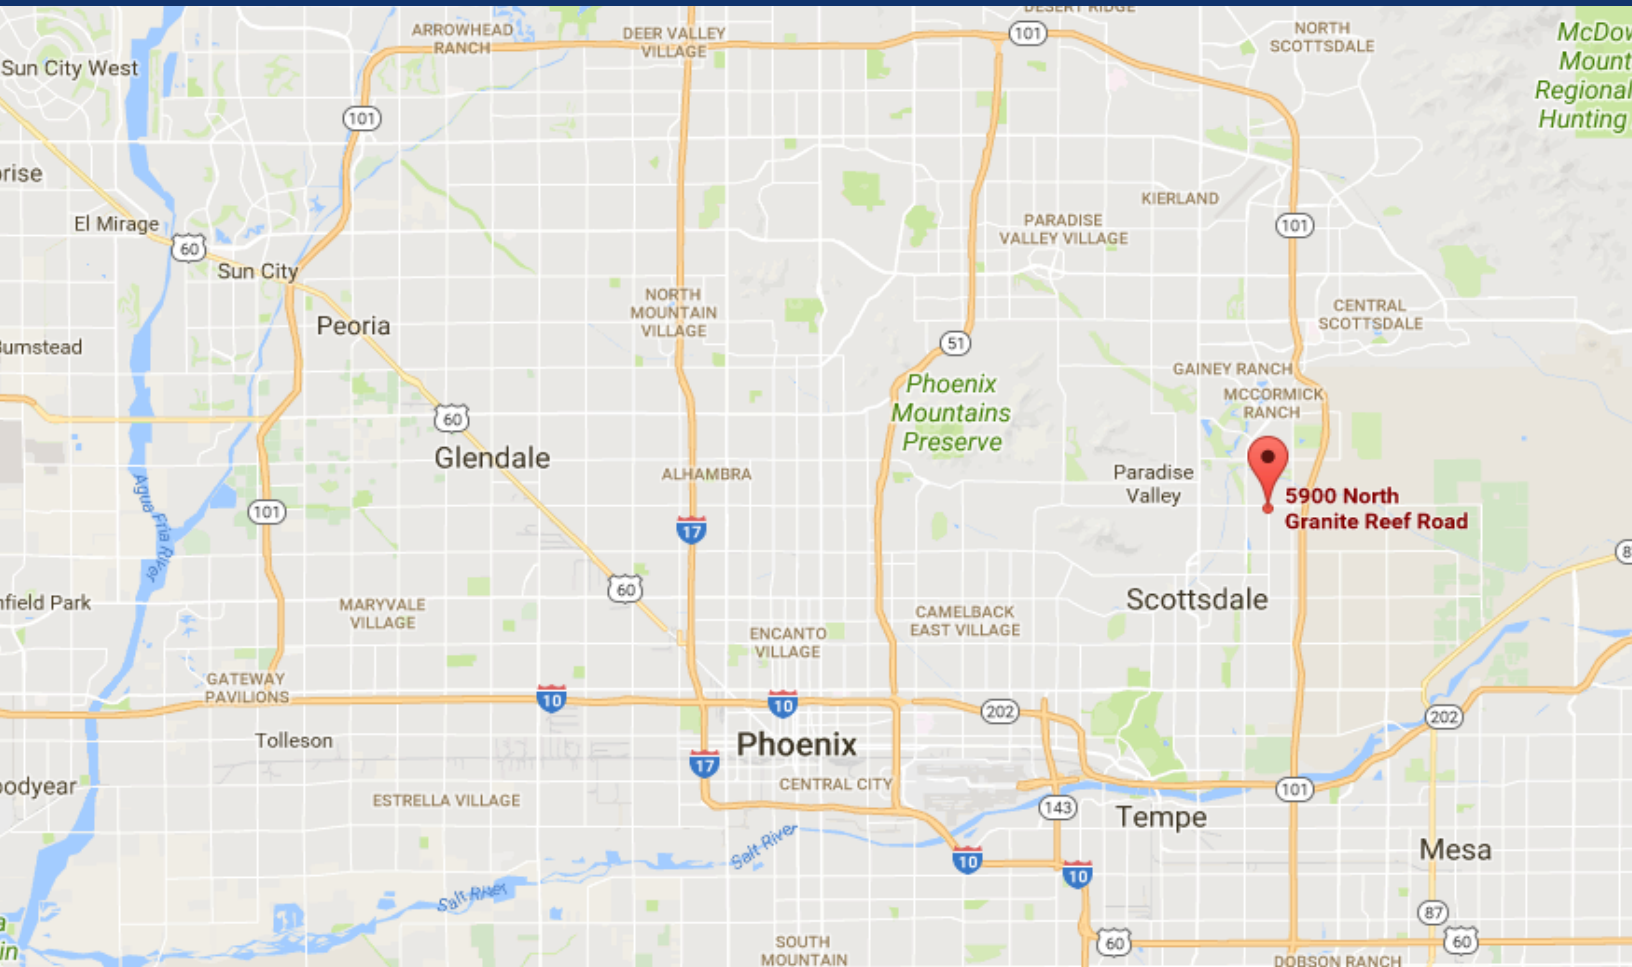 DESERT RIDGE
ARROWHEAD
RANCH
DEER VALLEY
VILLAGE
101
NORTH
SCOTTSDALE
McDow
Mount
Regional
Hunting
Sun City West
101
rise
El Mirage
60
Sun City
KIERLAND
PARADISE
VALLEY VILLAGE
101
NORTH
MOUNTAIN
VILLAGE
Peoria
CENTRAL
SCOTTSDALE
Bumstead
51
GAINEY RANCH
MCCORMICK
RANCH
Phoenix
Mountains
Preserve
60
Glendale
ALHAMBRA
Paradise
Valley
5900 North
Granite Reef Road
Agua Fria River
101
17
8
60
nfield Park
MARYVALE
VILLAGE
ENCANTO
VILLAGE
CAMELBACK
EAST VILLAGE
Scottsdale
GATEWAY
PAVILIONS
10
10
202
202
Tolleson
Phoenix
17
oodyear
ESTRELLA VILLAGE
CENTRAL CITY
143
101
Tempe
Salt River
10
10
Mesa
Salt River
a
in
87
SOUTH
MOUNTAIN
60
60
DOBSON RANCH